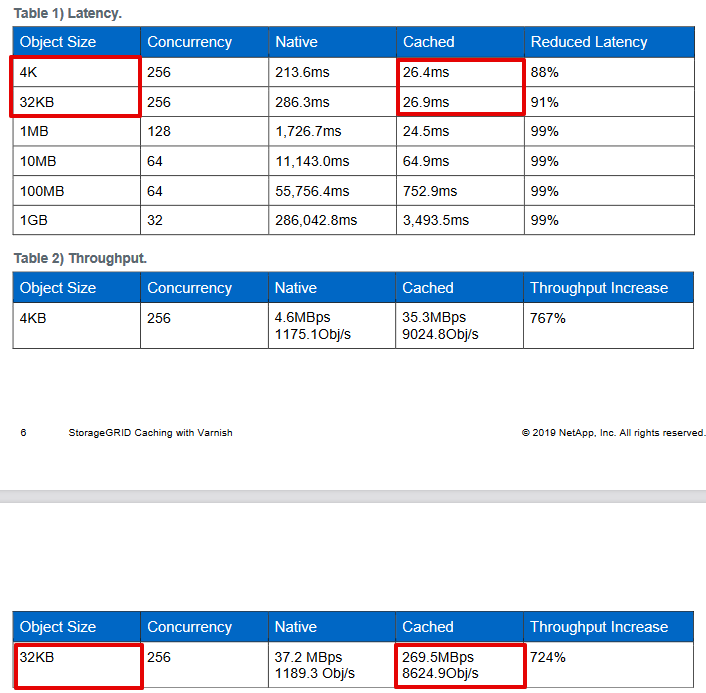 Table 1) Latency.
Object Size Concurrency Native Cached Reduced Latency
4K 256 213.6ms 26.4ms 88%
32KB 256 286.3ms 26.9ms 91%
1MB 128 1,726.7ms 24.5ms 99%
10MB 64 11,143.0ms 64.9ms 99%
100MB 64 55,756.4ms 752.9ms 99%
1GB 32 286,042.8ms 3,493.5ms 99%
Table 2) Throughput.
Object Size Concurrency Native Cached Throughput Increase
4KB 256 4.6MBps 35.3MBps 767%
1175.1Obj/s 9024.8Obj/s
6 StorageGRID Caching with Varnish © 2019 NetApp, Inc. All rights reserved.
Object Size Concurrency Native Cached Throughput Increase
32KB 256 37.2 MBps 269.5MBps 724%
1189.3 Obj/s 8624.9Obj/s